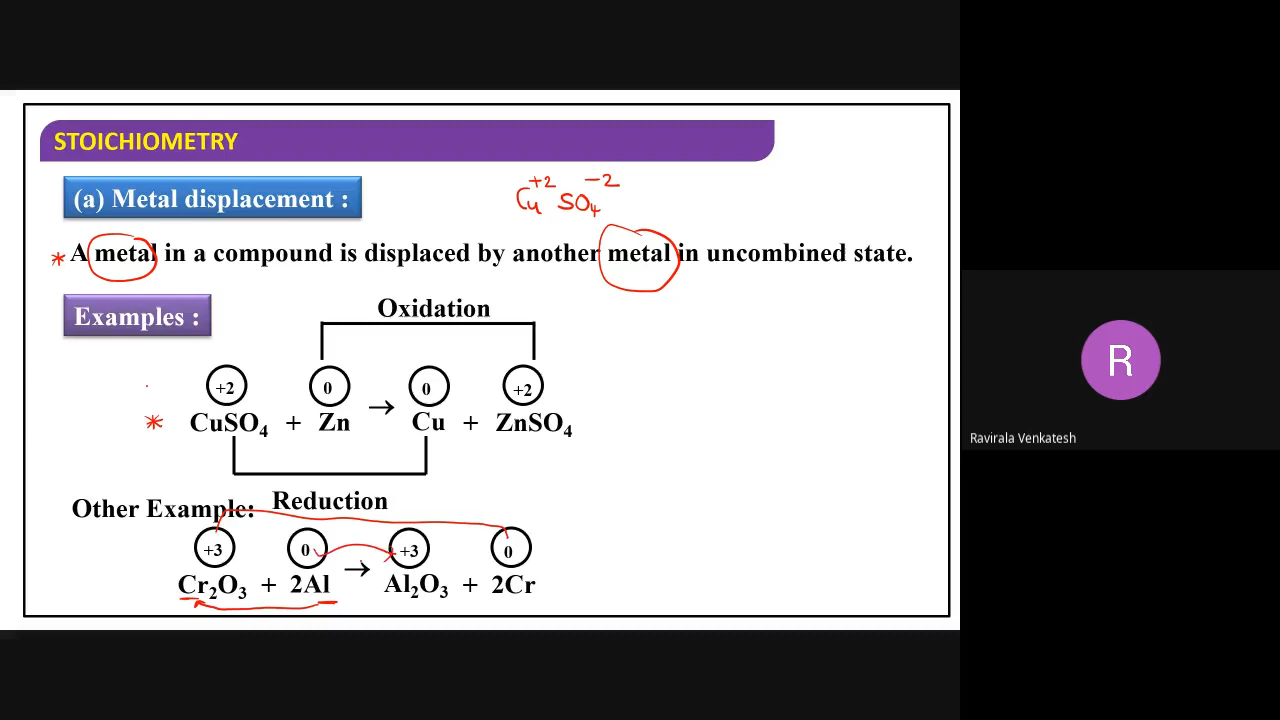 STOICHIOMETRY
(a) Metal displacement :
Cu+2 SO4−2
* A metal in a compound is displaced by another metal in uncombined state.
Examples :
Oxidation
+2 0 0 +2
* CuSO4 + Zn → Cu + ZnSO4
Reduction
Other Example:
+3 0 +3 0
Cr2O3 + 2Al → Al2O3 + 2Cr
R
Ravirala Venkatesh